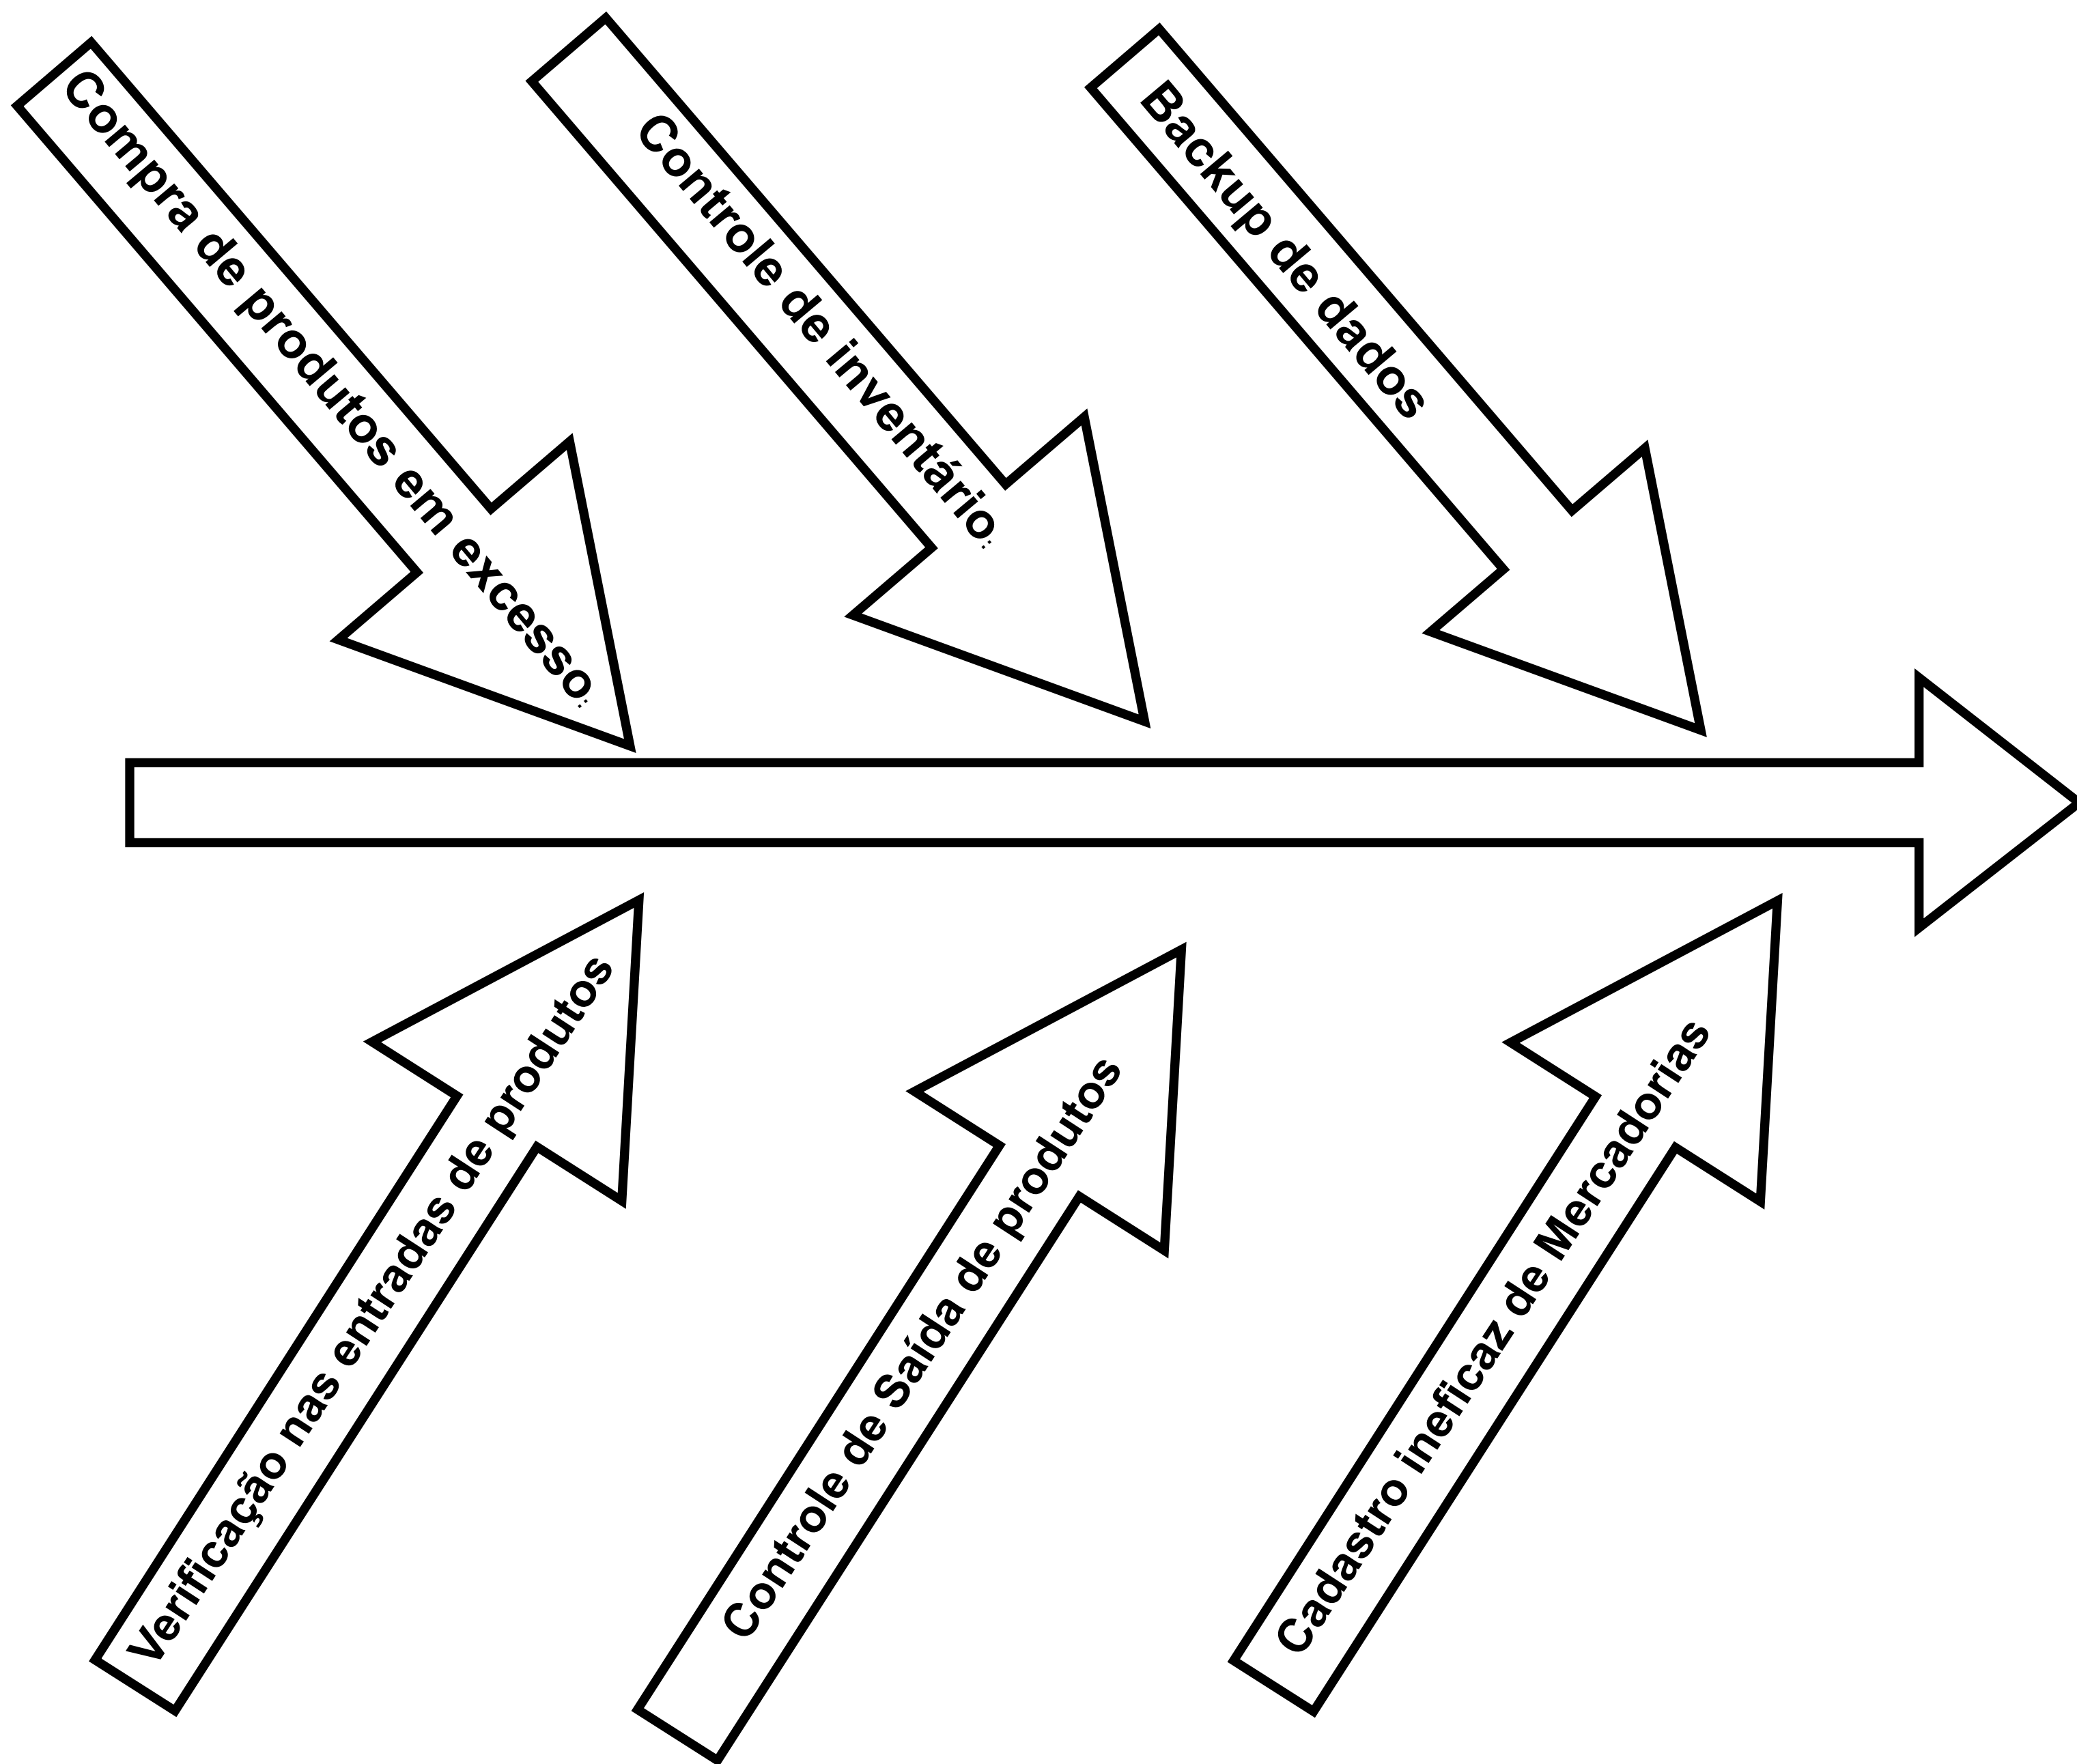 Compra de produtos em excesso;
Controle de inventário;
Backup de dados
Verificação nas entradas de produtos
Controle de Saída de produtos
Cadastro ineficaz de Mercadorias